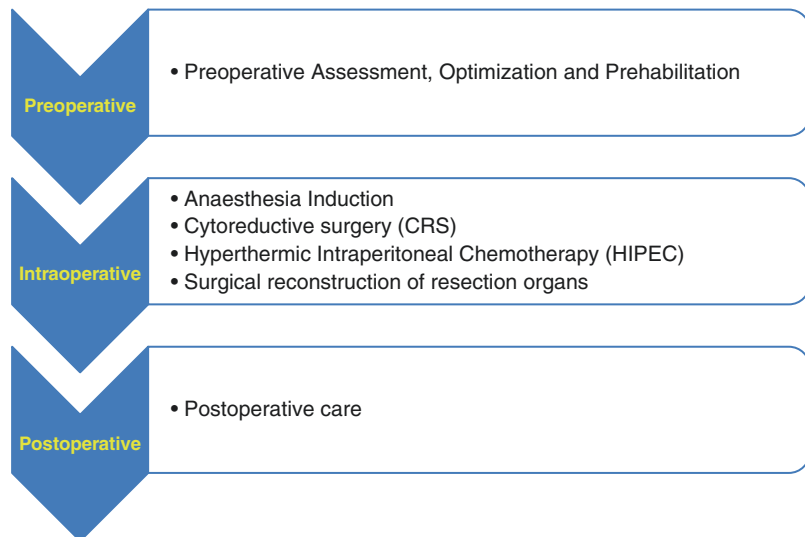 Preoperative
• Preoperative Assessment, Optimization and Prehabilitation
Intraoperative
• Anaesthesia Induction
• Cytoreductive surgery (CRS)
• Hyperthermic Intraperitoneal Chemotherapy (HIPEC)
• Surgical reconstruction of resection organs
Postoperative
• Postoperative care